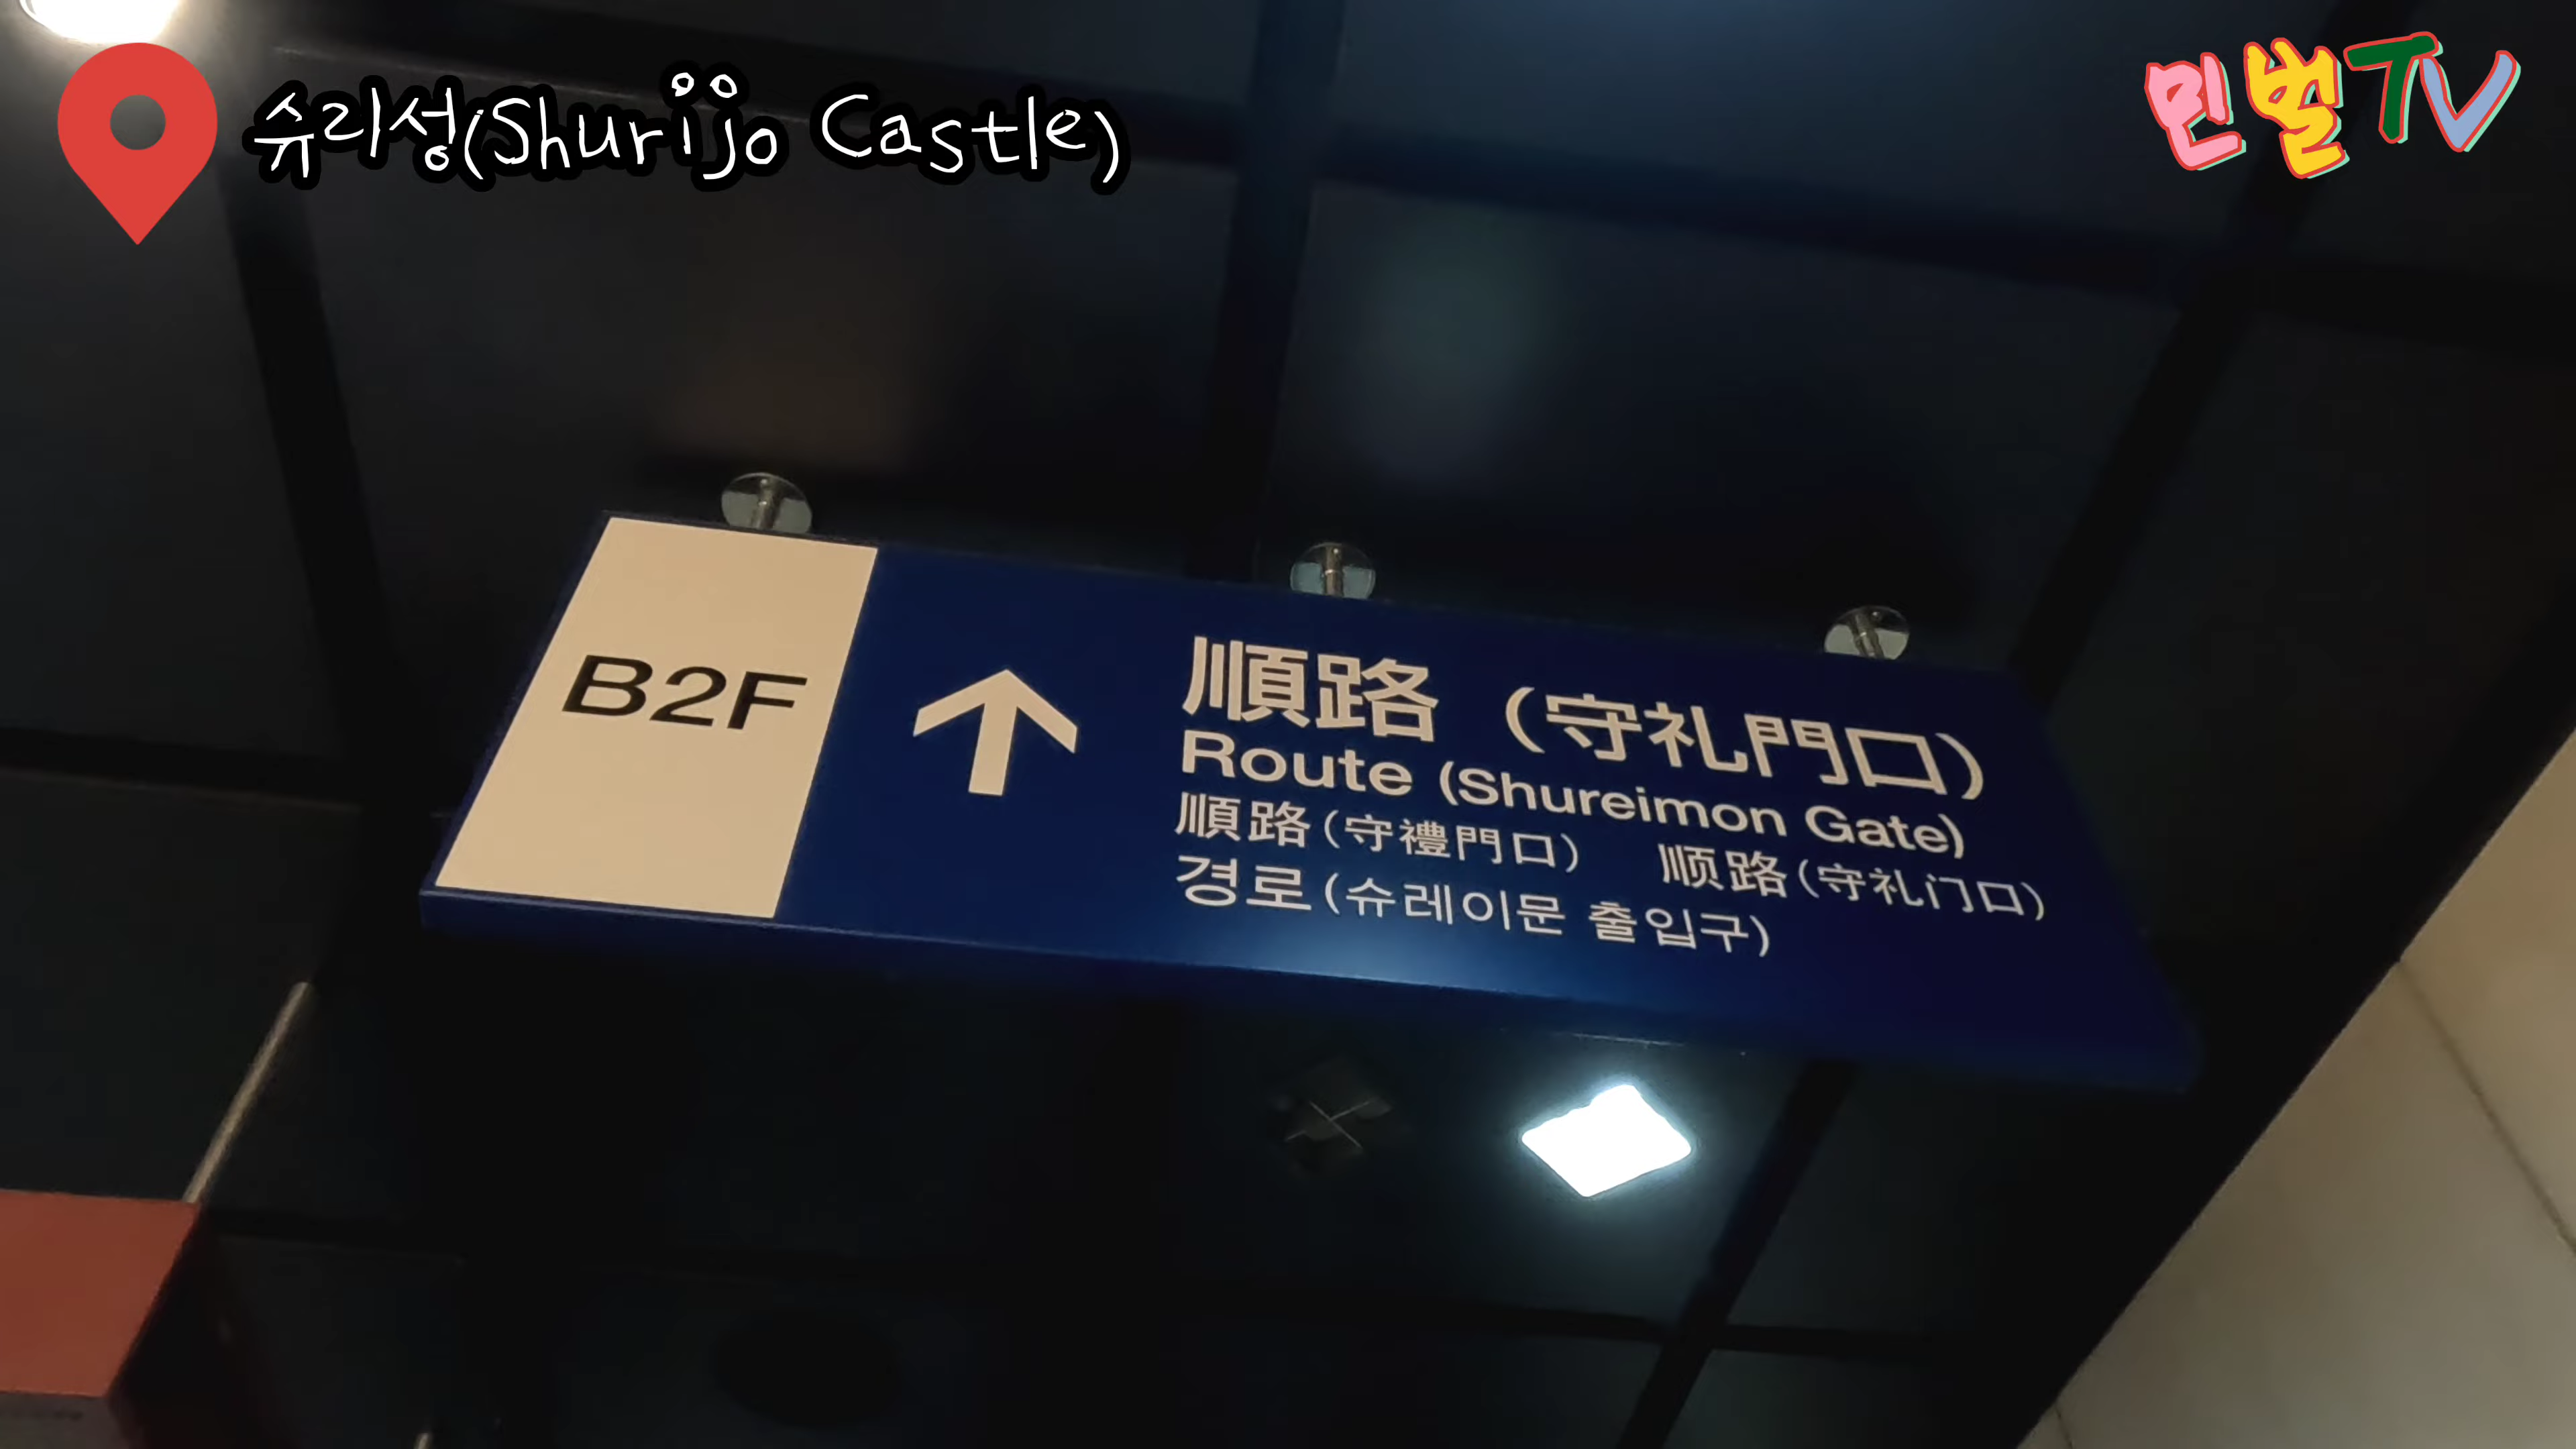 슈리성(Shurijo Castle)
민벌TV
B2F
順路（守礼門口）
Route (Shureimon Gate)
順路（守禮門口） 顺路（守礼门口）
경로(슈레이문 출입구)